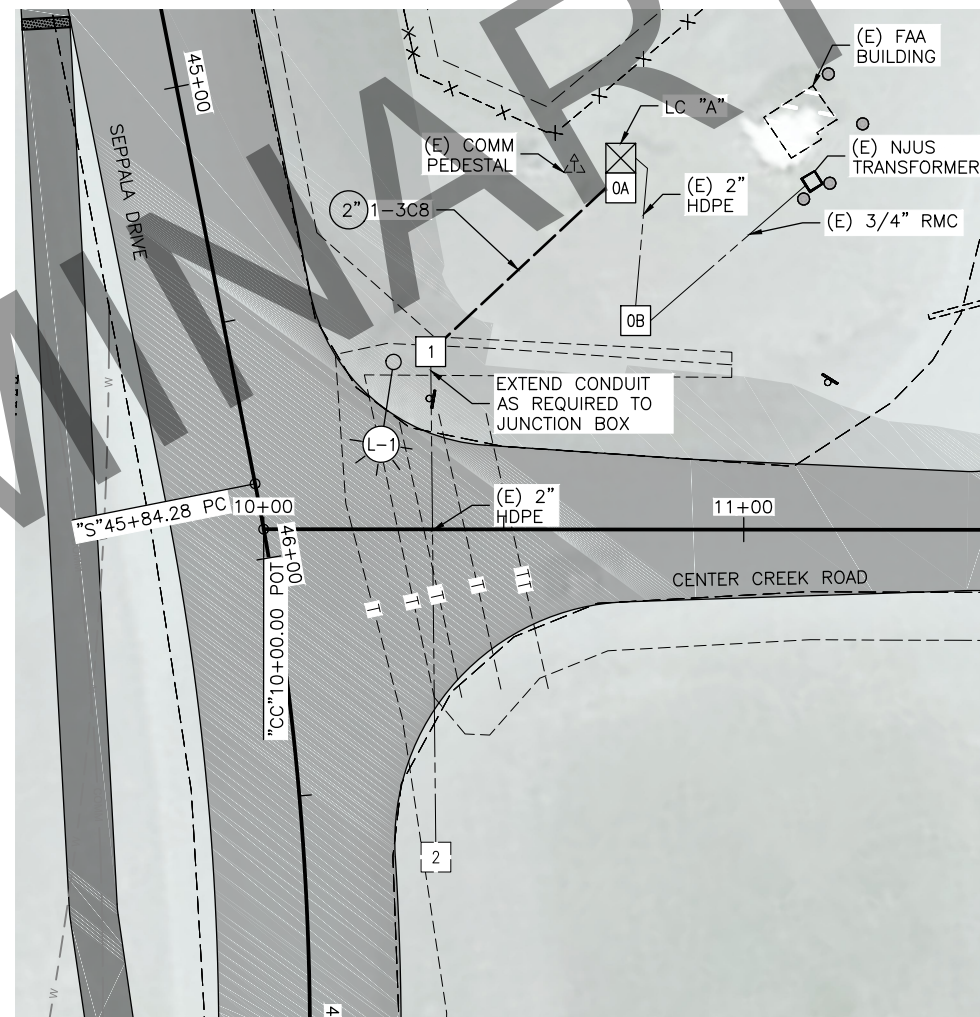 MINARY
(E) FAA
BUILDING
45+00
LC "A"
SEPPALA DRIVE
(E) COMM
PEDESTAL
(E) NJUS
TRANSFORMER
0A
(E) 2"
HDPE
2"
1-3C8
(E) 3/4" RMC
0B
1
EXTEND CONDUIT
AS REQUIRED TO
JUNCTION BOX
W
L-1
(E) 2"
HDPE
"S"45+84.28 PC
10+00
11+00
46+00
"CC"10+00.00 POT
CENTER CREEK ROAD
T
T
T
T
T
2
W
4